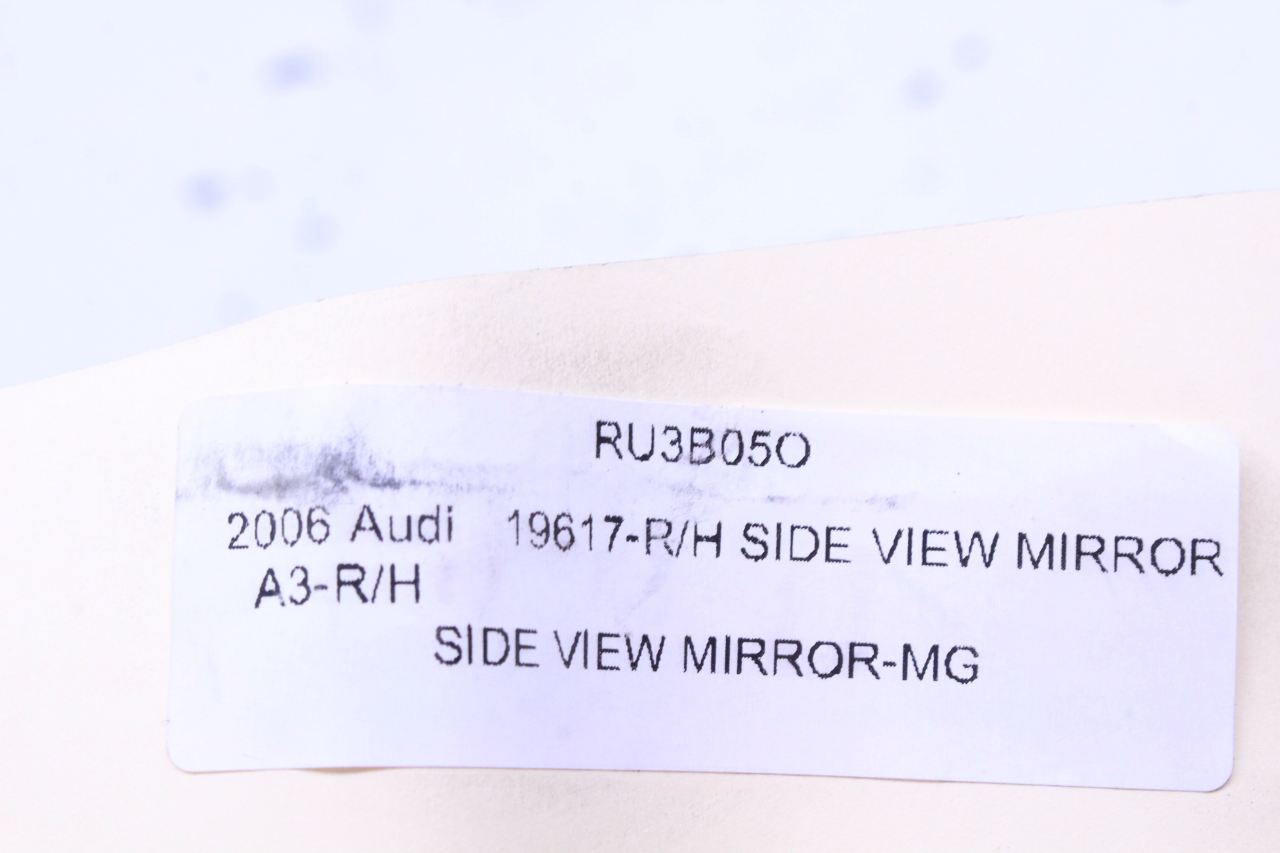 RU3B05O
2006 Audi 19617-R/H SIDE VIEW MIRROR
A3-R/H
SIDE VIEW MIRROR-MG